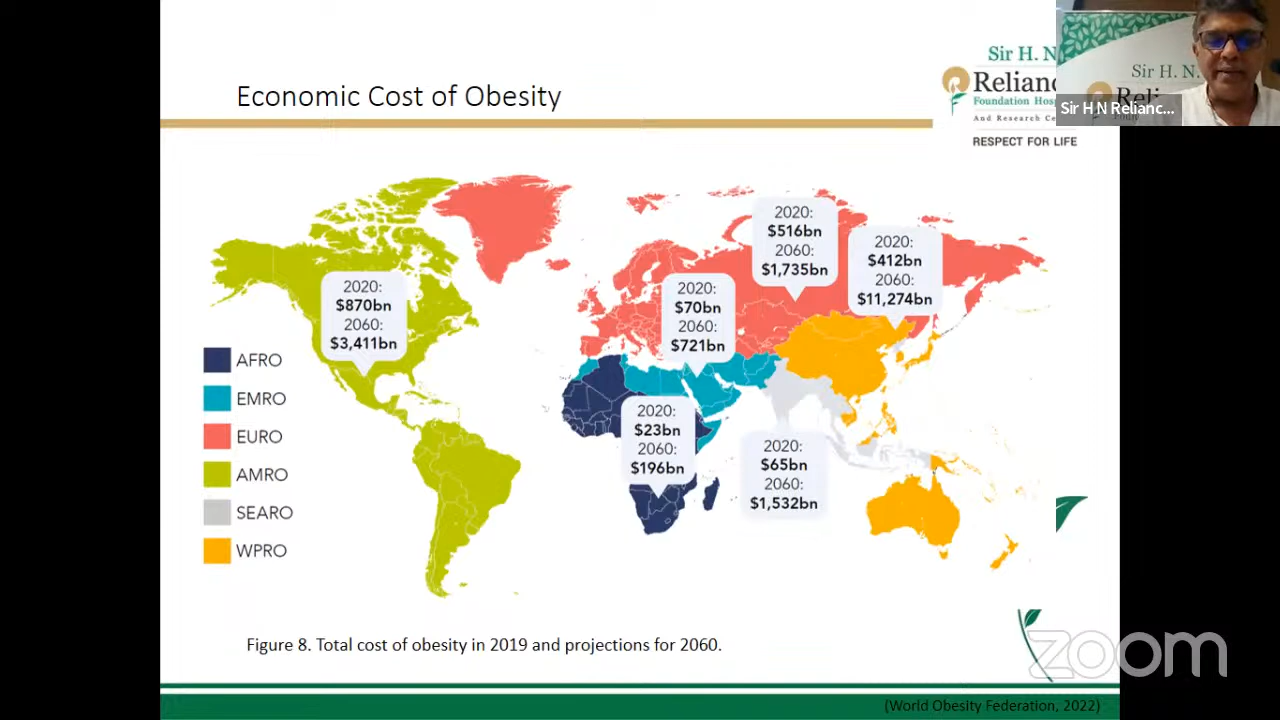 Economic Cost of Obesity
Sir H. N.
Relianc
Foundation Hosp
And Research Ce
RESPECT FOR LIFE
Sir H. N.
Sir H N Relianc...
2020:
$516bn
2060:
$1,735bn
2020:
$412bn
2060:
$11,274bn
2020:
$870bn
2060:
$3,411bn
2020:
$70bn
2060:
$721bn
2020:
$23bn
2060:
$196bn
2020:
$65bn
2060:
$1,532bn
AFRO
EMRO
EURO
AMRO
SEARO
WPRO
Figure 8. Total cost of obesity in 2019 and projections for 2060.
zoom
(World Obesity Federation, 2022)